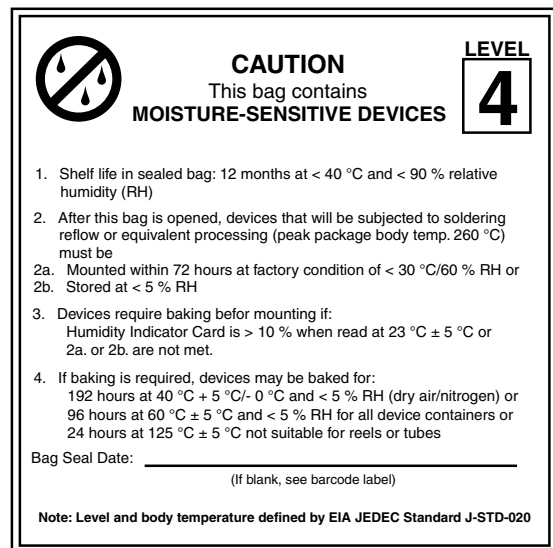 CAUTION
This bag contains
MOISTURE-SENSITIVE DEVICES
LEVEL
4
1. Shelf life in sealed bag: 12 months at < 40 °C and < 90 % relative
humidity (RH)
2. After this bag is opened, devices that will be subjected to soldering
reflow or equivalent processing (peak package body temp. 260 °C)
must be
2a. Mounted within 72 hours at factory condition of < 30 °C/60 % RH or
2b. Stored at < 5 % RH
3. Devices require baking befor mounting if:
Humidity Indicator Card is > 10 % when read at 23 °C ± 5 °C or
2a. or 2b. are not met.
4. If baking is required, devices may be baked for:
192 hours at 40 °C + 5 °C/- 0 °C and < 5 % RH (dry air/nitrogen) or
96 hours at 60 °C ± 5 °C and < 5 % RH for all device containers or
24 hours at 125 °C ± 5 °C not suitable for reels or tubes
Bag Seal Date:
(If blank, see barcode label)
Note: Level and body temperature defined by EIA JEDEC Standard J-STD-020